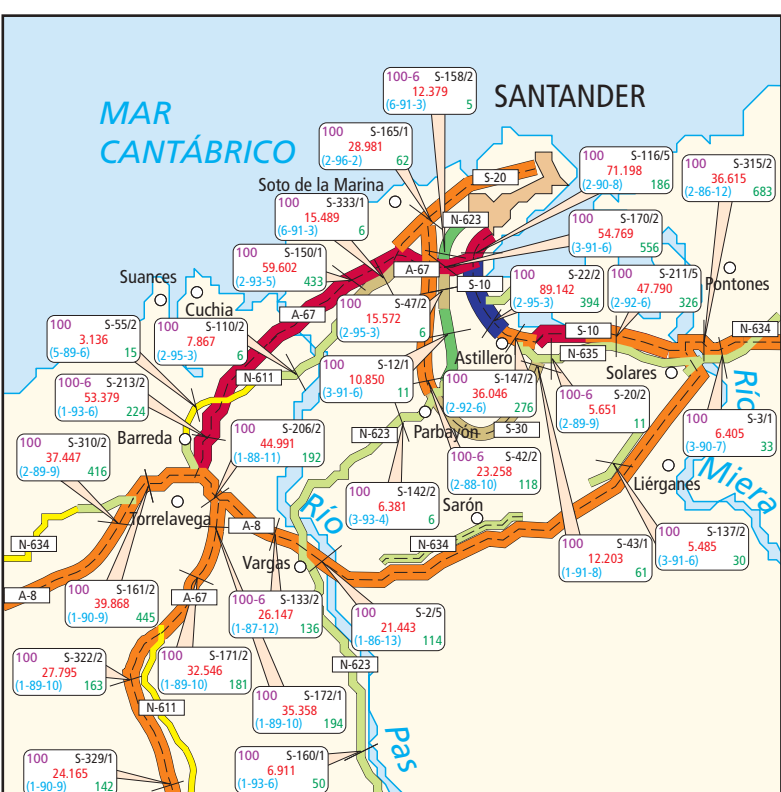 MAR
CANTÁBRICO
SANTANDER
100-6 S-158/2
12.379
(6-91-3) 5
100 S-165/1
28.981
(2-96-2) 62
S-20
100 S-116/5
71.198
(2-90-8) 186
100 S-315/2
36.615
(2-86-12) 683
Soto de la Marina
100 S-333/1
15.489
(6-91-3) 6
N-623
100 S-170/2
54.769
(3-91-6) 556
100 S-150/1
59.602
(2-93-5) 433
A-67
S-10
100 S-22/2
89.142
(2-95-3) 394
100 S-211/5
47.790
(2-92-6) 326
Pontones
Suances
Cuchia
A-67
100 S-47/2
15.572
(2-95-3) 6
100 S-55/2
3.136
(5-89-6) 15
100 S-110/2
7.867
(2-95-3) 6
S-10
N-634
Astillero
N-635
Solares
100-6 S-213/2
53.379
(1-93-6) 224
N-611
100 S-12/1
10.850
(3-91-6) 11
100 S-147/2
36.046
(2-92-6) 276
100-6 S-20/2
5.651
(2-89-9) 11
Río
Miera
100 S-3/1
6.405
(3-90-7) 33
Barreda
100 S-206/2
44.991
(1-88-11) 192
N-623
Parbayón
S-30
100 S-310/2
37.447
(2-89-9) 416
100-6 S-42/2
23.258
(2-88-10) 118
Liérganes
100 S-142/2
6.381
(3-93-4) 6
Sarón
Torrelavega
Río
A-8
N-634
N-634
100 S-43/1
12.203
(1-91-8) 61
100 S-137/2
5.485
(3-91-6) 30
Vargas
A-8
100 S-161/2
39.868
(1-90-9) 445
A-67
100-6 S-133/2
26.147
(1-87-12) 136
100 S-2/5
21.443
(1-86-13) 114
100 S-322/2
27.795
(1-89-10) 163
100 S-171/2
32.546
(1-89-10) 181
N-623
100 S-172/1
35.358
(1-89-10) 194
N-611
Pas
100 S-329/1
24.165
(1-90-9) 142
100 S-160/1
6.911
(1-93-6) 50